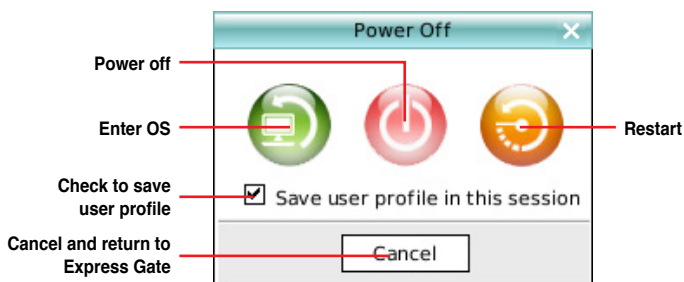 Power Off
Power off
Enter OS
Restart
Check to save
user profile
Save user profile in this session
Cancel and return to
Express Gate
Cancel